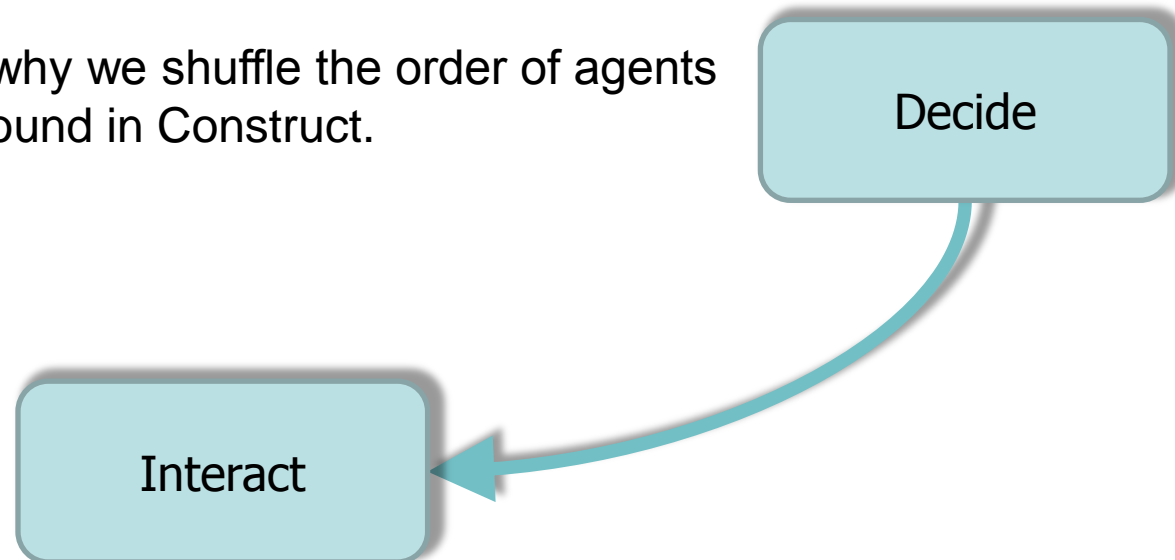 why we shuffle the order of agents
ound in Construct.
Decide
Interact